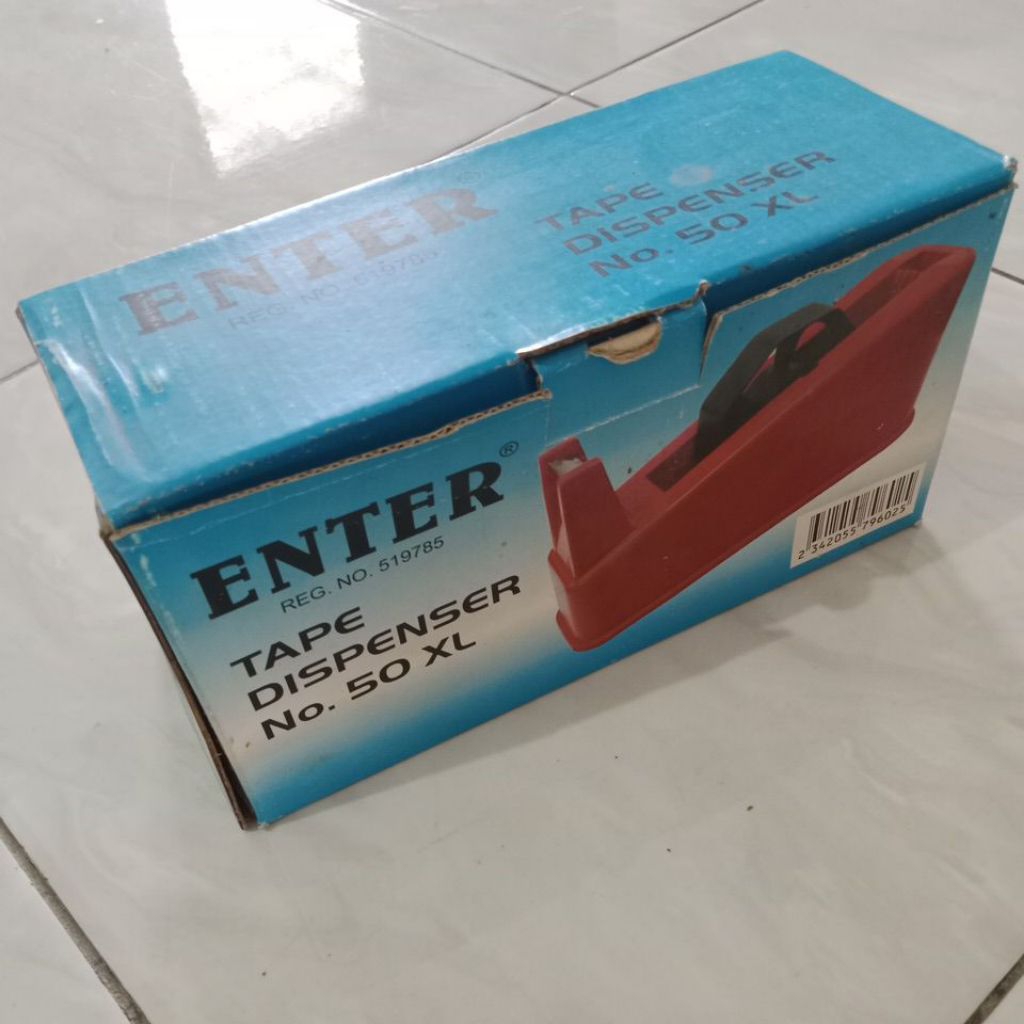 ENTER®
REG. NO. 519785
TAPE
DISPENSER
No. 50 XL
ENTER®
REG. NO. 519785
TAPE
DISPENSER
No. 50 XL
2 342055 796025